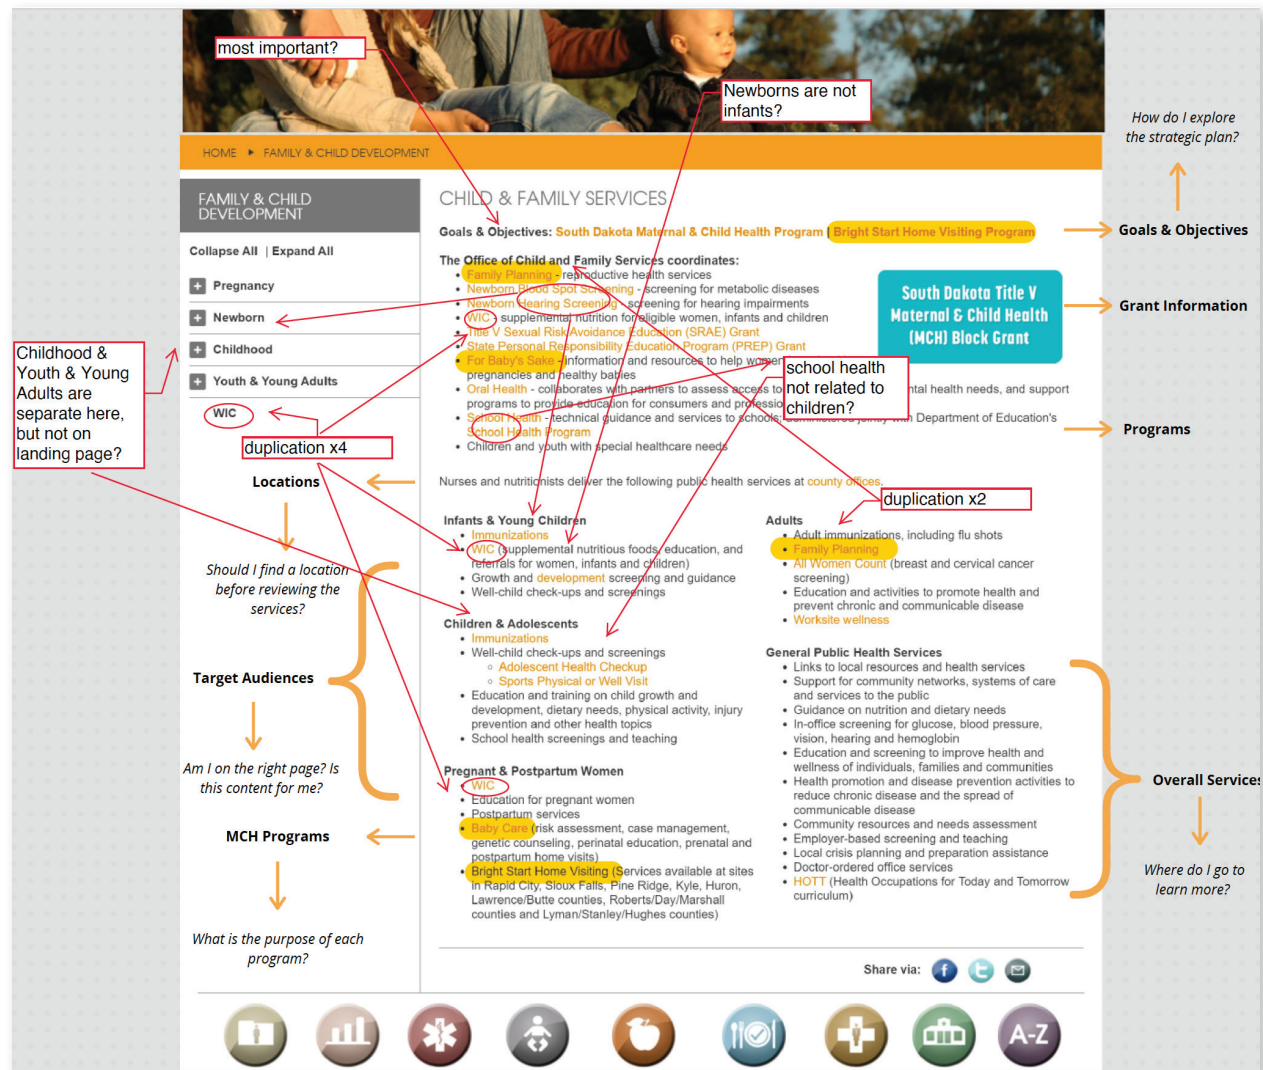 most important?
Newborns are not
infants?
How do I explore
the strategic plan?
HOME ▸ FAMILY & CHILD DEVELOPMENT
FAMILY & CHILD
DEVELOPMENT
Collapse All | Expand All
Pregnancy
Newborn
Childhood
Youth & Young Adults
WIC
Childhood &
Youth & Young
Adults are
separate here,
but not on
landing page?
duplication x4
Locations
Should I find a location
before reviewing the
services?
Target Audiences
Am I on the right page? Is
this content for me?
MCH Programs
What is the purpose of each
program?
CHILD & FAMILY SERVICES
Goals & Objectives: South Dakota Maternal & Child Health Program | Bright Start Home Visiting Program
The Office of Child and Family Services coordinates:
• Family Planning - reproductive health services
• Newborn Blood Spot Screening - screening for metabolic diseases
• Newborn Hearing Screening - screening for hearing impairments
• WIC - supplemental nutrition for eligible women, infants and children
• Title V Sexual Risk Avoidance Education (SRAE) Grant
• State Personal Responsibility Education Program (PREP) Grant
• For Baby's Sake - information and resources to help women
pregnancies and healthy babies
• Oral Health - collaborates with partners to assess access to ntal health needs, and support
programs to provide education for consumers and professio
• School Health - technical guidance and services to schools; administered jointly with Department of Education's
School Health Program
• Children and youth with special healthcare needs
South Dakota Title V
Maternal & Child Health
(MCH) Block Grant
school health
not related to
children?
Nurses and nutritionists deliver the following public health services at county offices.
duplication x2
Infants & Young Children
• Immunizations
• WIC (supplemental nutritious foods, education, and
referrals for women, infants and children)
• Growth and development screening and guidance
• Well-child check-ups and screenings
Children & Adolescents
• Immunizations
• Well-child check-ups and screenings
○ Adolescent Health Checkup
○ Sports Physical or Well Visit
• Education and training on child growth and
development, dietary needs, physical activity, injury
prevention and other health topics
• School health screenings and teaching
Pregnant & Postpartum Women
• WIC
• Education for pregnant women
• Postpartum services
• Baby Care (risk assessment, case management,
genetic counseling, perinatal education, prenatal and
postpartum home visits)
• Bright Start Home Visiting (Services available at sites
in Rapid City, Sioux Falls, Pine Ridge, Kyle, Huron,
Lawrence/Butte counties, Roberts/Day/Marshall
counties and Lyman/Stanley/Hughes counties)
Adults
• Adult immunizations, including flu shots
• Family Planning
• All Women Count (breast and cervical cancer
screening)
• Education and activities to promote health and
prevent chronic and communicable disease
• Worksite wellness
General Public Health Services
• Links to local resources and health services
• Support for community networks, systems of care
and services to the public
• Guidance on nutrition and dietary needs
• In-office screening for glucose, blood pressure,
vision, hearing and hemoglobin
• Education and screening to improve health and
wellness of individuals, families and communities
• Health promotion and disease prevention activities to
reduce chronic disease and the spread of
communicable disease
• Community resources and needs assessment
• Employer-based screening and teaching
• Local crisis planning and preparation assistance
• Doctor-ordered office services
• HOTT (Health Occupations for Today and Tomorrow
curriculum)
Goals & Objectives
Grant Information
Programs
Overall Services
Where do I go to
learn more?
Share via:
A-Z